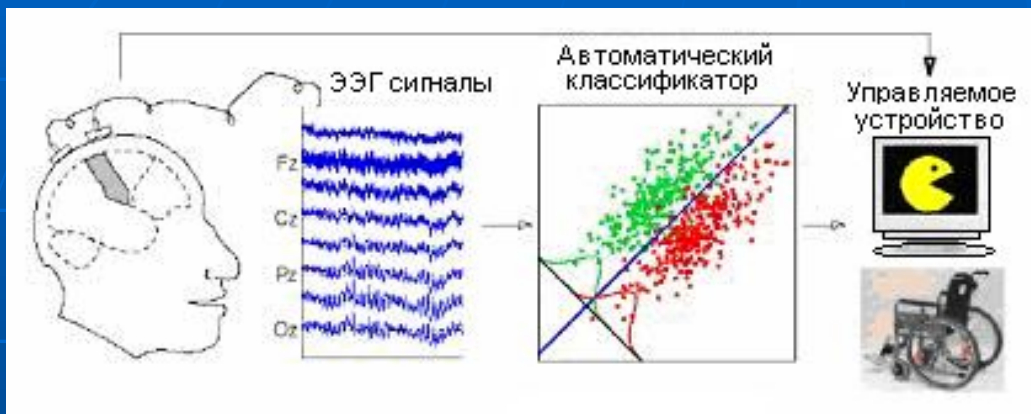 ЭЭГ сигналы
Автоматический
классификатор
Управляемое
устройство
Fz
Cz
Pz
Oz